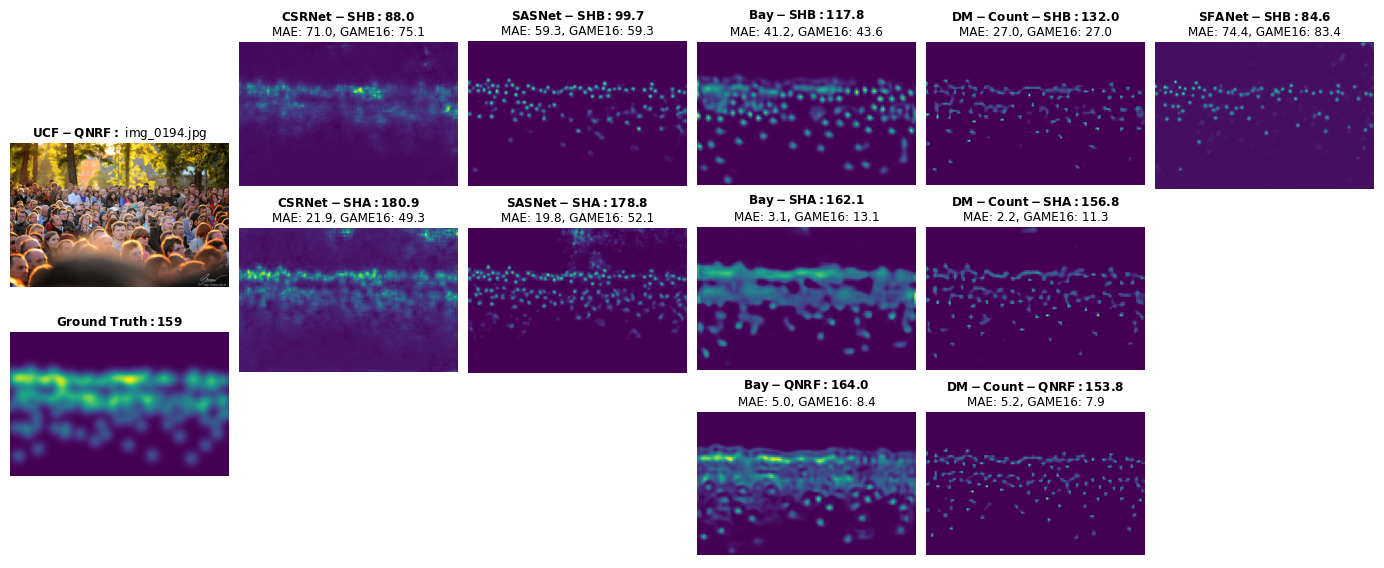 CSRNet − SHB : 88.0
MAE: 71.0, GAME16: 75.1
SASNet − SHB : 99.7
MAE: 59.3, GAME16: 59.3
Bay − SHB : 117.8
MAE: 41.2, GAME16: 43.6
DM − Count − SHB : 132.0
MAE: 27.0, GAME16: 27.0
SFANet − SHB : 84.6
MAE: 74.4, GAME16: 83.4
UCF − QNRF : img_0194.jpg
CSRNet − SHA : 180.9
MAE: 21.9, GAME16: 49.3
SASNet − SHA : 178.8
MAE: 19.8, GAME16: 52.1
Bay − SHA : 162.1
MAE: 3.1, GAME16: 13.1
DM − Count − SHA : 156.8
MAE: 2.2, GAME16: 11.3
Ground Truth : 159
Bay − QNRF : 164.0
MAE: 5.0, GAME16: 8.4
DM − Count − QNRF : 153.8
MAE: 5.2, GAME16: 7.9